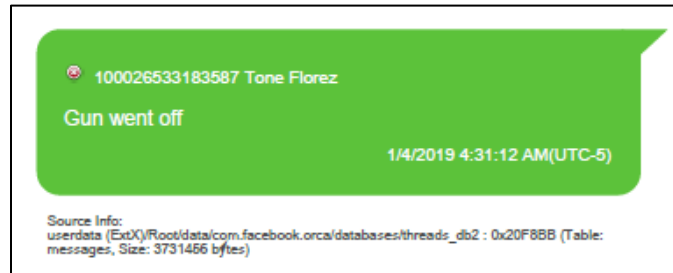 100026533183587 Tone Florez
Gun went off
1/4/2019 4:31:12 AM(UTC-5)
Source Info:
userdata (ExtX)/Root/data/com.facebook.orca/databases/threads_db2 : 0x20F8BB (Table:
messages, Size: 3731456 bytes)